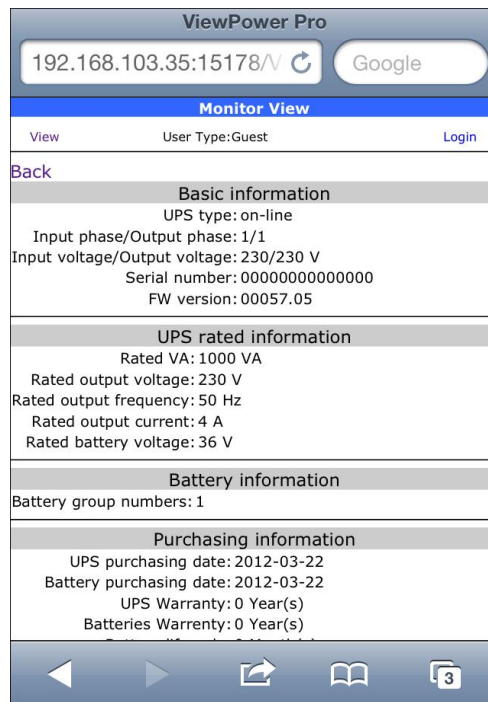 ViewPower Pro
192.168.103.35:15178/V Google
Monitor View
View User Type:Guest Login
Back
Basic information
UPS type: on-line
Input phase/Output phase: 1/1
Input voltage/Output voltage: 230/230 V
Serial number: 00000000000000
FW version: 00057.05
UPS rated information
Rated VA: 1000 VA
Rated output voltage: 230 V
Rated output frequency: 50 Hz
Rated output current: 4 A
Rated battery voltage: 36 V
Battery information
Battery group numbers: 1
Purchasing information
UPS purchasing date: 2012-03-22
Battery purchasing date: 2012-03-22
UPS Warranty: 0 Year(s)
Batteries Wrrenty: 0 Year(s)
3